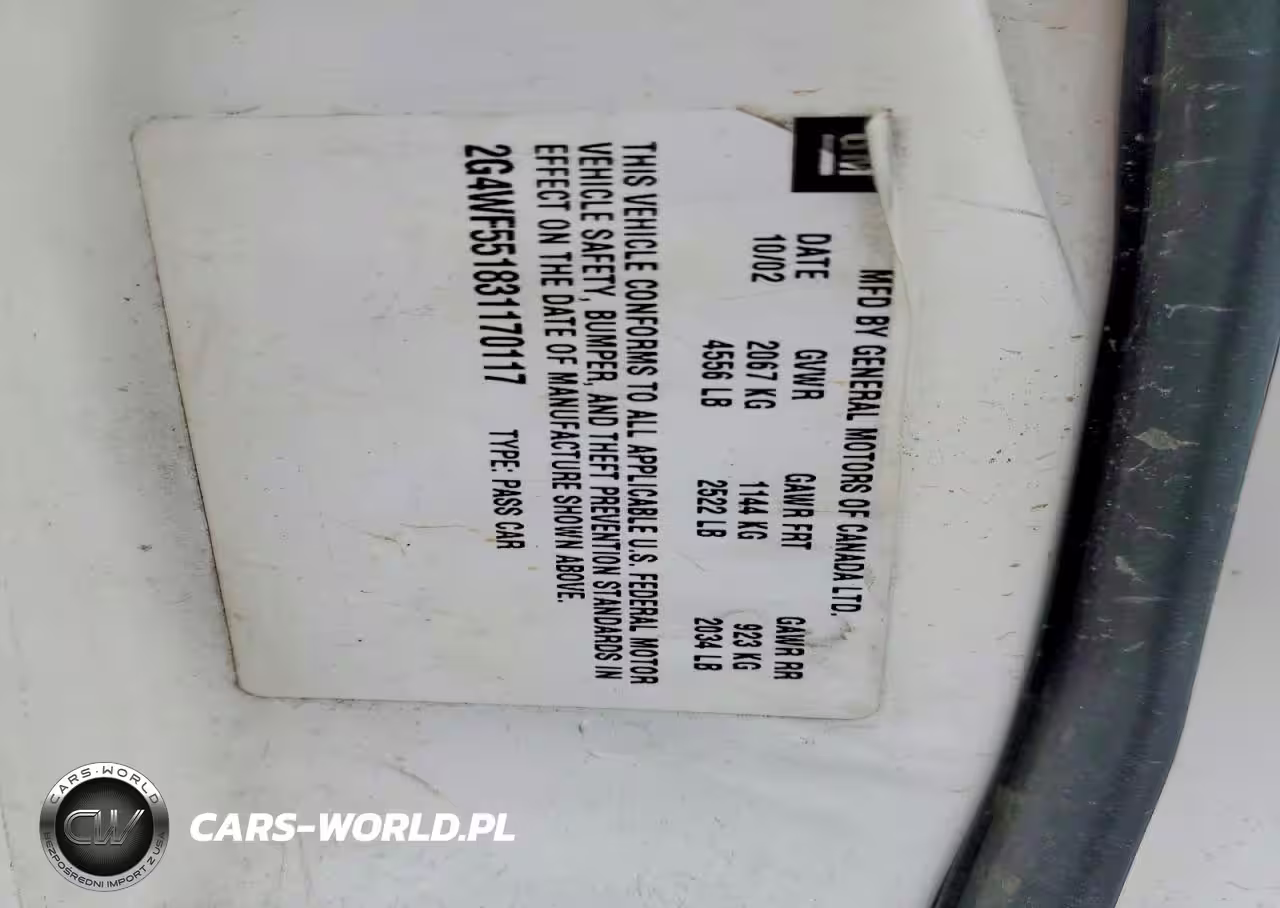 GM
MFD BY GENERAL MOTORS OF CANADA LTD.
DATE GVWR GAWR FRT GAWR RR
10/02 2067 KG 1144 KG 923 KG
4556 LB 2522 LB 2034 LB
THIS VEHICLE CONFORMS TO ALL APPLICABLE U.S. FEDERAL MOTOR
VEHICLE SAFETY, BUMPER, AND THEFT PREVENTION STANDARDS IN
EFFECT ON THE DATE OF MANUFACTURE SHOWN ABOVE.
2G4WF551831170117 TYPE: PASS CAR
CARS-WORLD
CW
BEZPOŚREDNI IMPORT Z USA
CARS-WORLD.PL